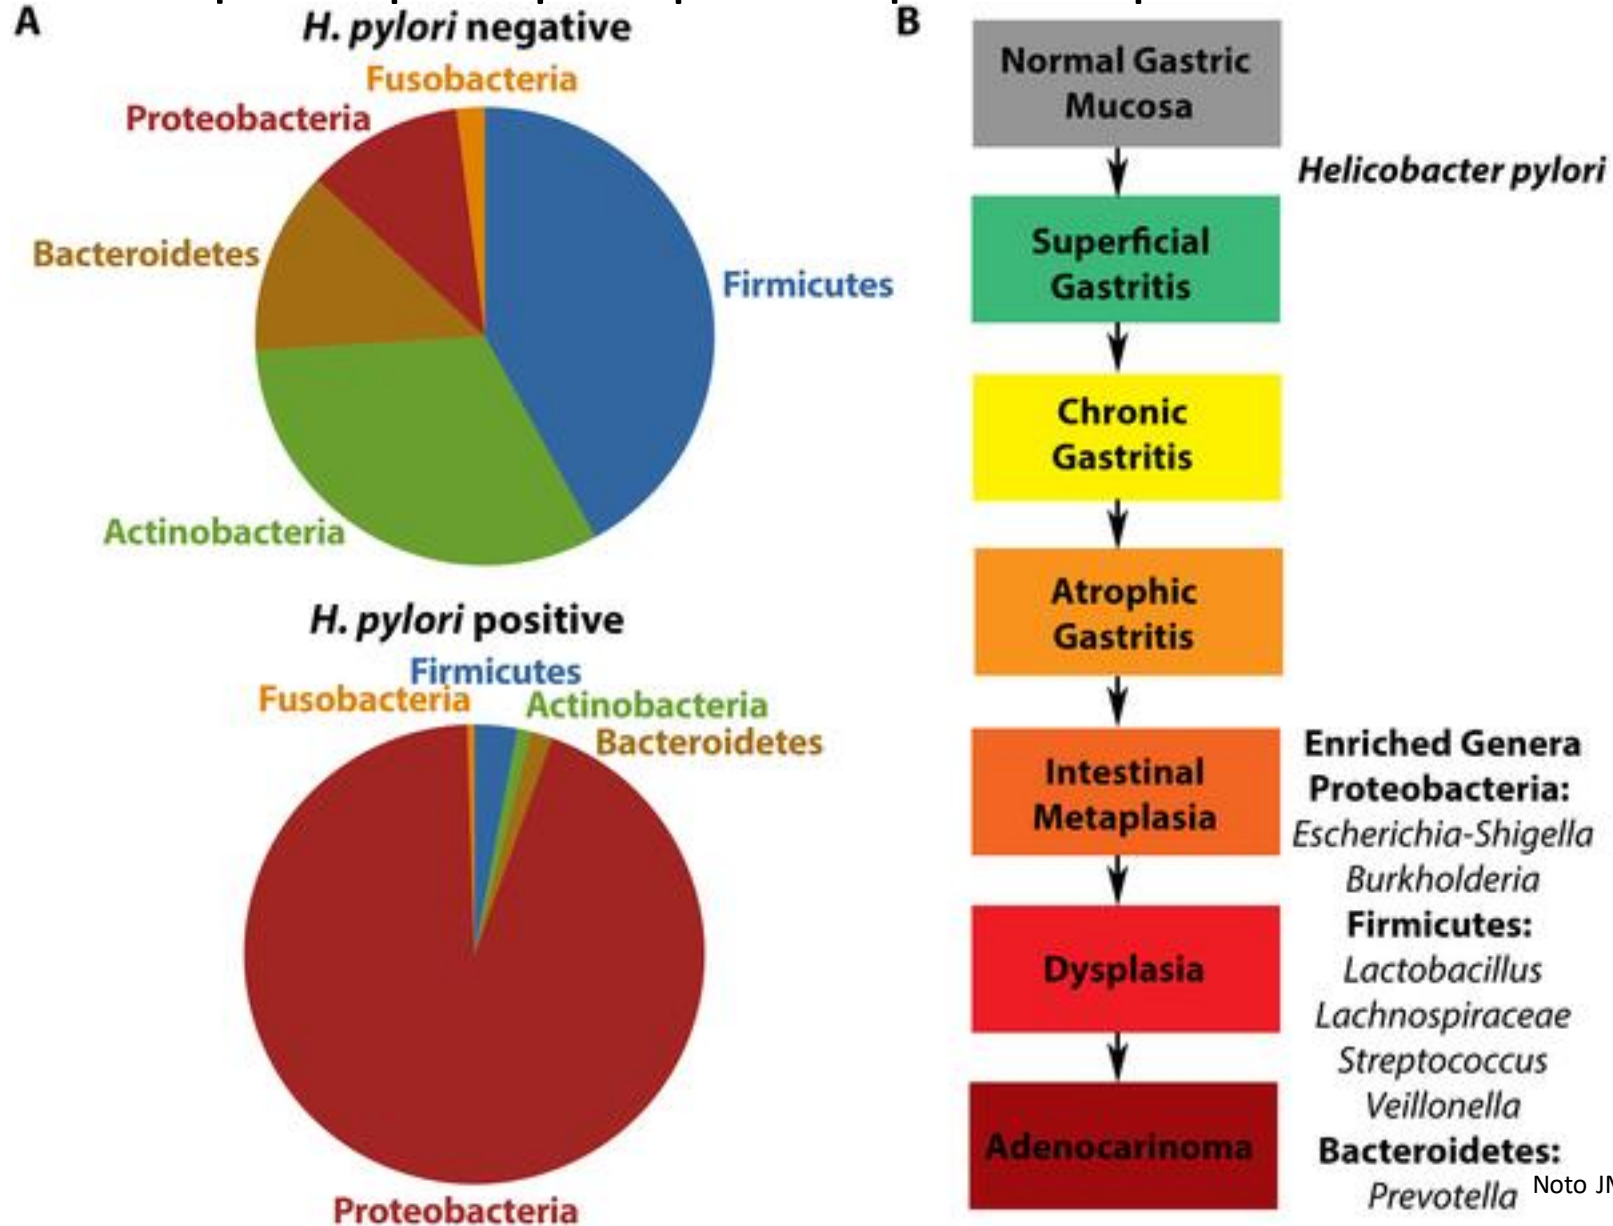 A
H. pylori negative
Fusobacteria
Proteobacteria
Bacteroidetes
Firmicutes
Actinobacteria
H. pylori positive
Firmicutes
Fusobacteria
Actinobacteria
Bacteroidetes
Proteobacteria
B
Normal Gastric
Mucosa
Helicobacter pylori
Superficial
Gastritis
Chronic
Gastritis
Atrophic
Gastritis
Intestinal
Metaplasia
Dysplasia
Adenocarinoma
Enriched Genera
Proteobacteria:
Escherichia-Shigella
Burkholderia
Firmicutes:
Lactobacillus
Lachnospiraceae
Streptococcus
Veillonella
Bacteroidetes:
Prevotella
Noto